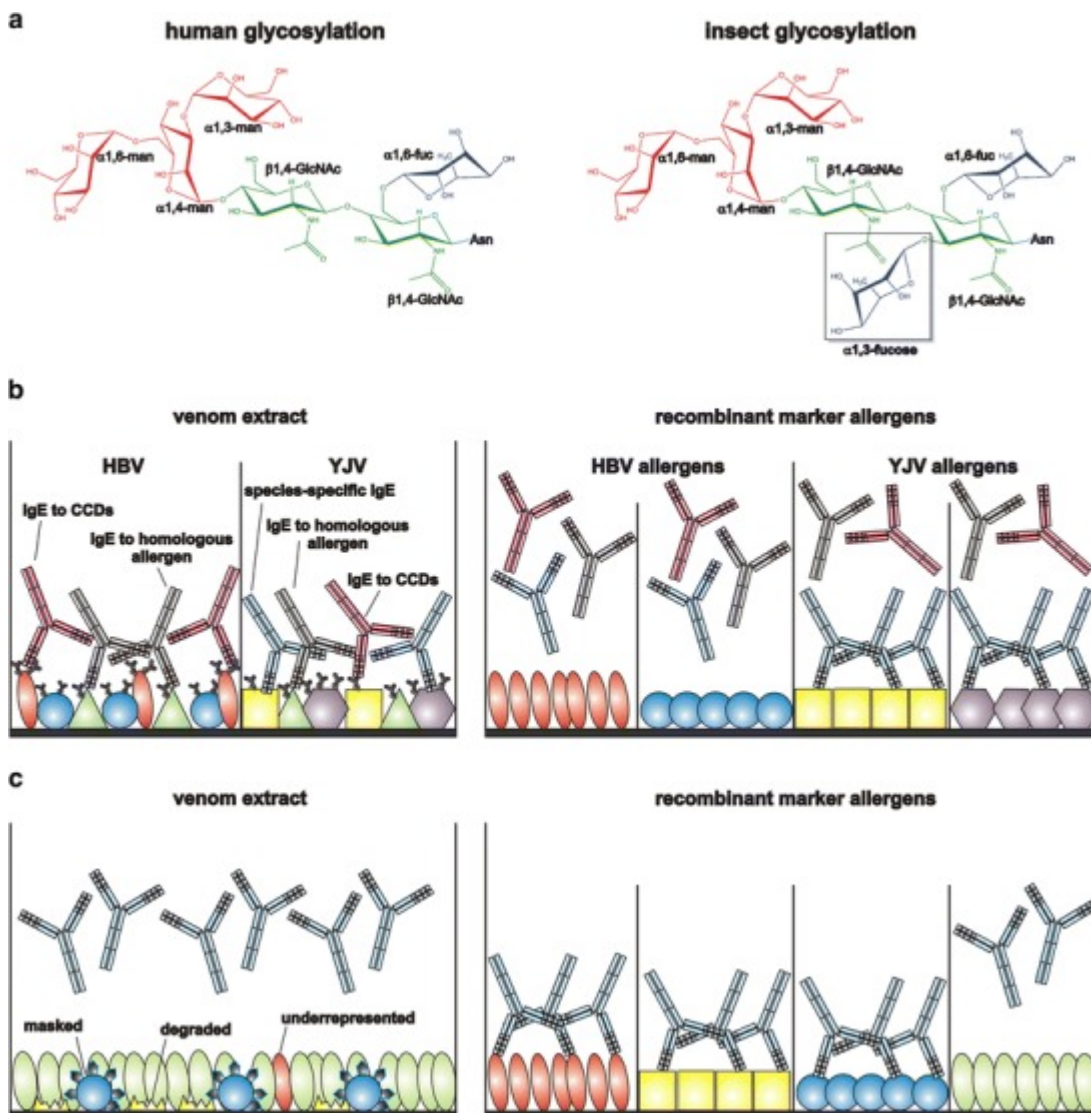 a
human glycosylation
insect glycosylation
α1,3-man
α1,6-man
α1,4-man
β1,4-GlcNAc
α1,6-fuc
Asn
β1,4-GlcNAc
α1,3-man
α1,6-man
α1,4-man
β1,4-GlcNAc
α1,6-fuc
Asn
β1,4-GlcNAc
α1,3-fucose
b
venom extract
recombinant marker allergens
HBV
YJV
HBV allergens
YJV allergens
IgE to CCDs
IgE to homologous
allergen
species-specific IgE
IgE to homologous
allergen
IgE to CCDs
c
venom extract
recombinant marker allergens
masked
degraded
underrepresented